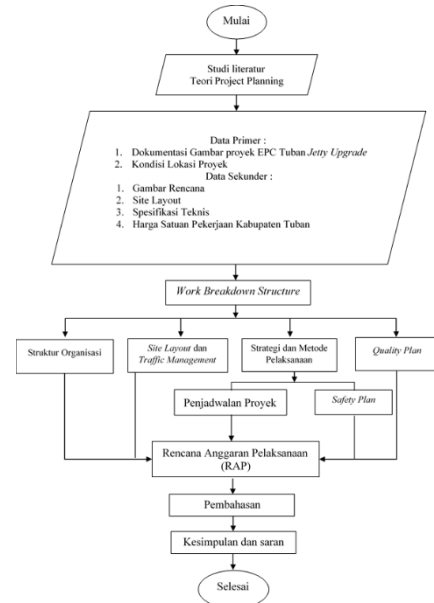 Mulai
Studi literatur
Teori Project Planning
Data Primer :
1. Dokumentasi Gambar proyek EPC Tuban Jetty Upgrade
2. Kondisi Lokasi Proyek
Data Sekunder :
1. Gambar Rencana
2. Site Layout
3. Spesifikasi Teknis
4. Harga Satuan Pekerjaan Kabupaten Tuban
Work Breakdown Structure
Struktur Organisasi
Site Layout dan
Traffic Management
Strategi dan Metode
Pelaksanaan
Quality Plan
Penjadwalan Proyek
Safety Plan
Rencana Anggaran Pelaksanaan
(RAP)
Pembahasan
Kesimpulan dan saran
Selesai